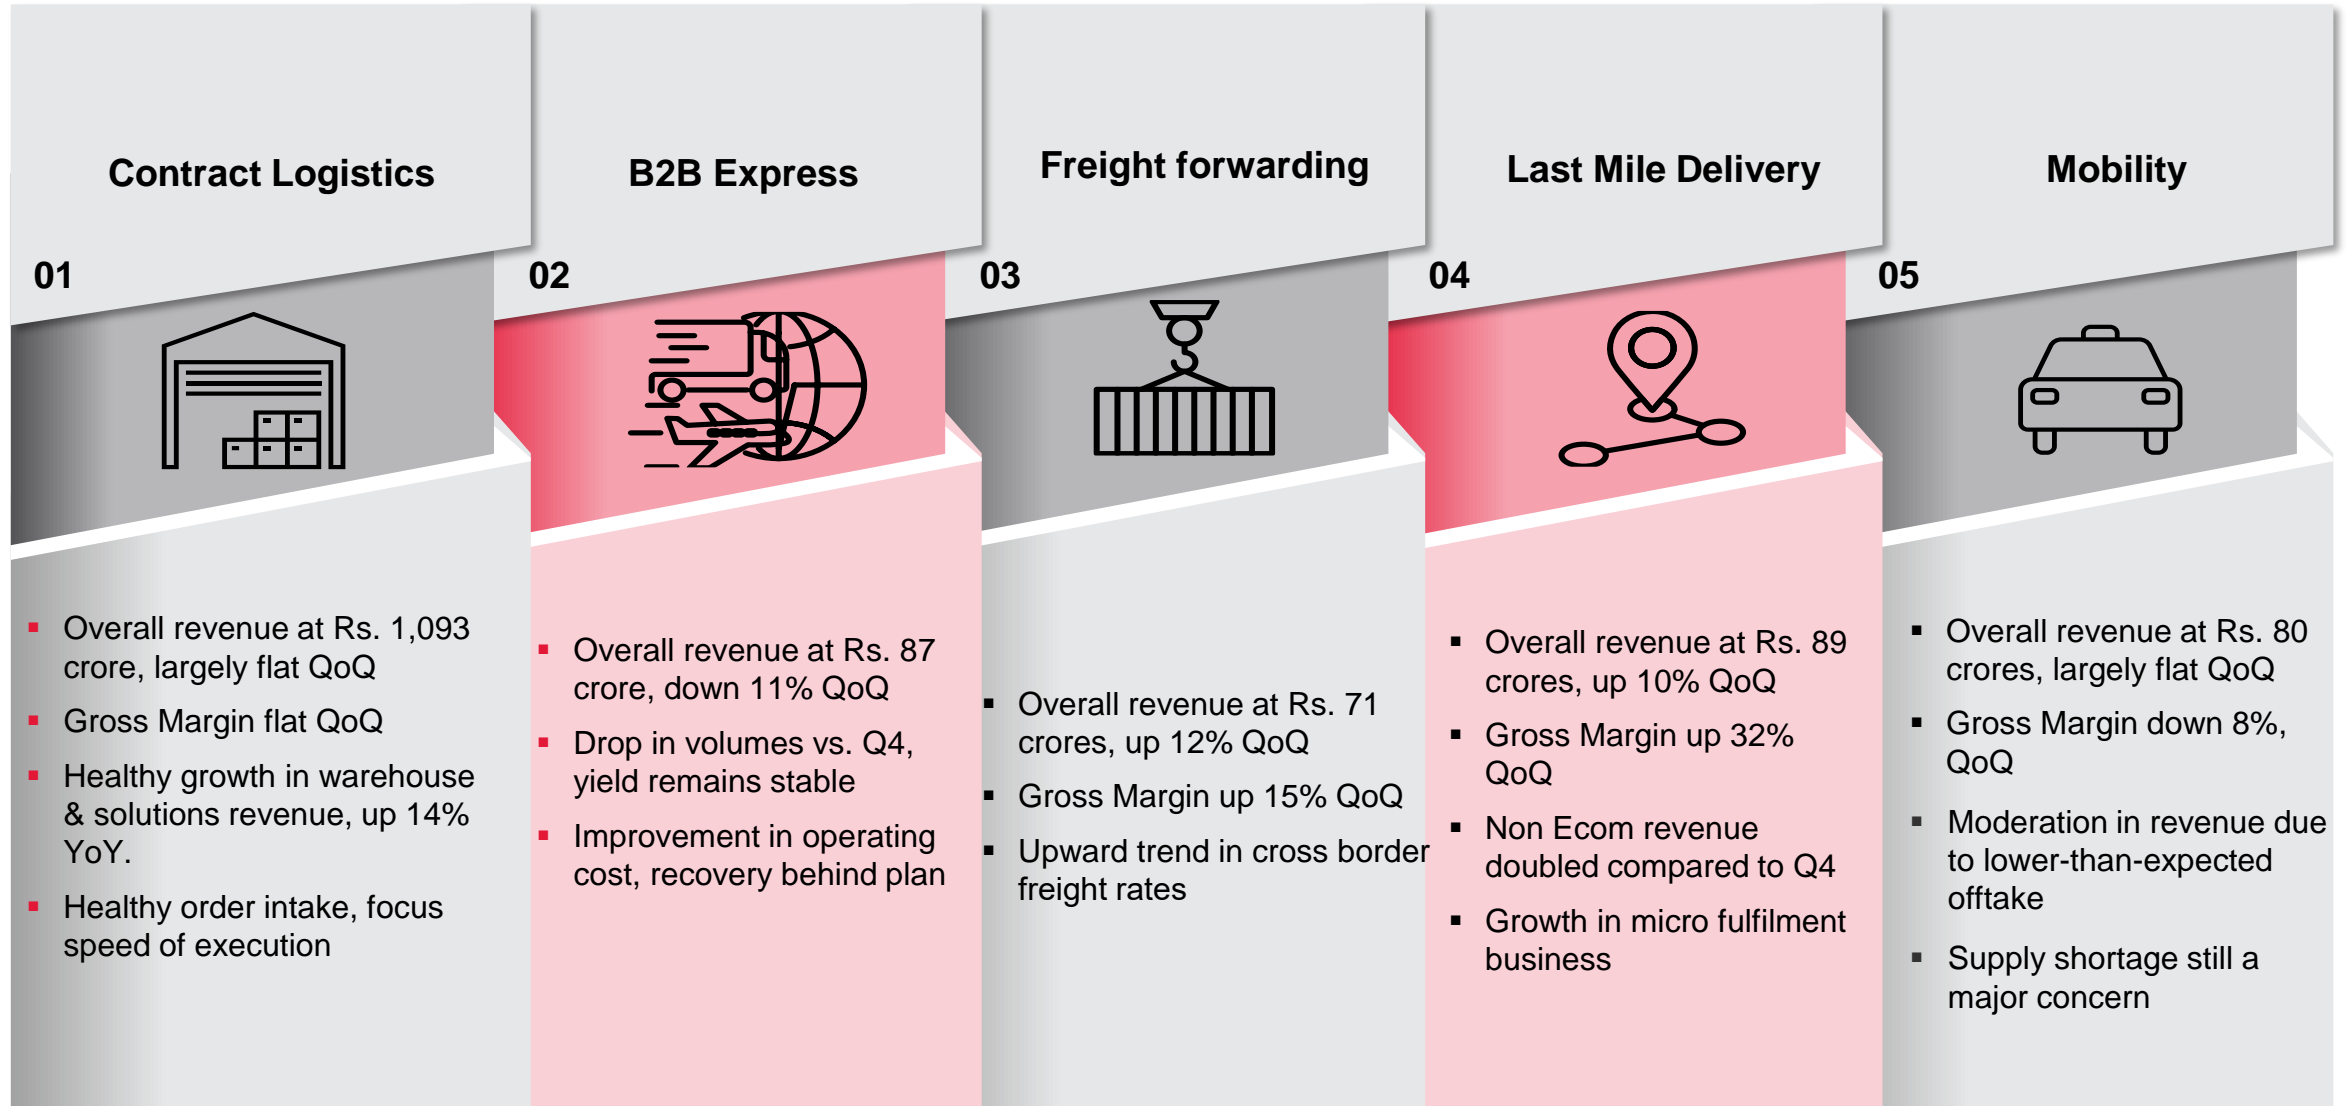 Contract Logistics
01
▪ Overall revenue at Rs. 1,093
crore, largely flat QoQ
▪ Gross Margin flat QoQ
▪ Healthy growth in warehouse
& solutions revenue, up 14%
YoY.
▪ Healthy order intake, focus
speed of execution
B2B Express
02
▪ Overall revenue at Rs. 87
crore, down 11% QoQ
▪ Drop in volumes vs. Q4,
yield remains stable
▪ Improvement in operating
cost, recovery behind plan
Freight forwarding
03
▪ Overall revenue at Rs. 71
crores, up 12% QoQ
▪ Gross Margin up 15% QoQ
▪ Upward trend in cross border
freight rates
Last Mile Delivery
04
▪ Overall revenue at Rs. 89
crores, up 10% QoQ
▪ Gross Margin up 32%
QoQ
▪ Non Ecom revenue
doubled compared to Q4
▪ Growth in micro fulfilment
business
Mobility
05
▪ Overall revenue at Rs. 80
crores, largely flat QoQ
▪ Gross Margin down 8%,
QoQ
▪ Moderation in revenue due
to lower-than-expected
offtake
▪ Supply shortage still a
major concern